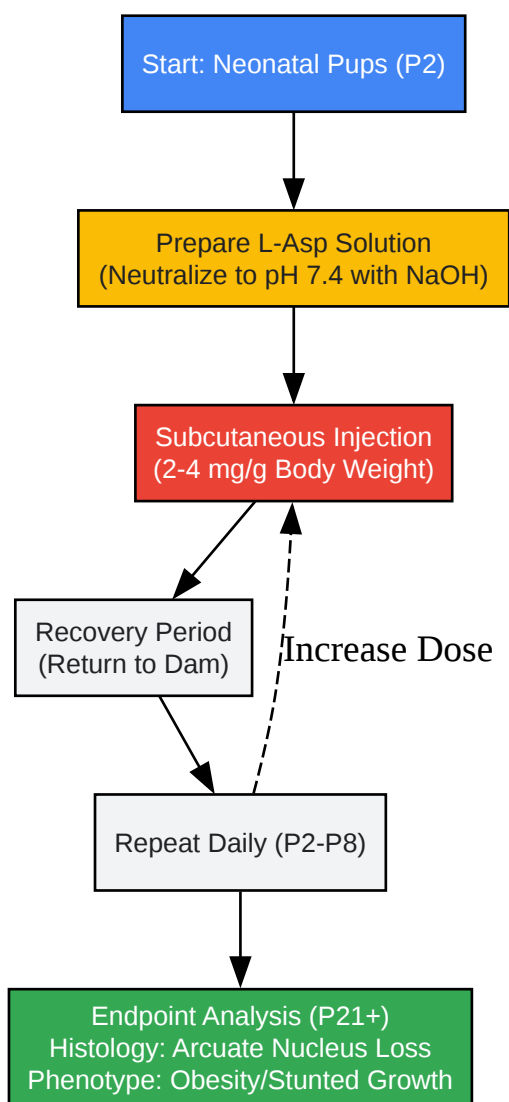 Start: Neonatal Pups (P2)
Prepare L-Asp Solution
(Neutralize to pH 7.4 with NaOH)
Subcutaneous Injection
(2-4 mg/g Body Weight)
Recovery Period
(Return to Dam)
Increase Dose
Repeat Daily (P2-P8)
Endpoint Analysis (P21+)
Histology: Arcuate Nucleus Loss
Phenotype: Obesity/Stunted Growth